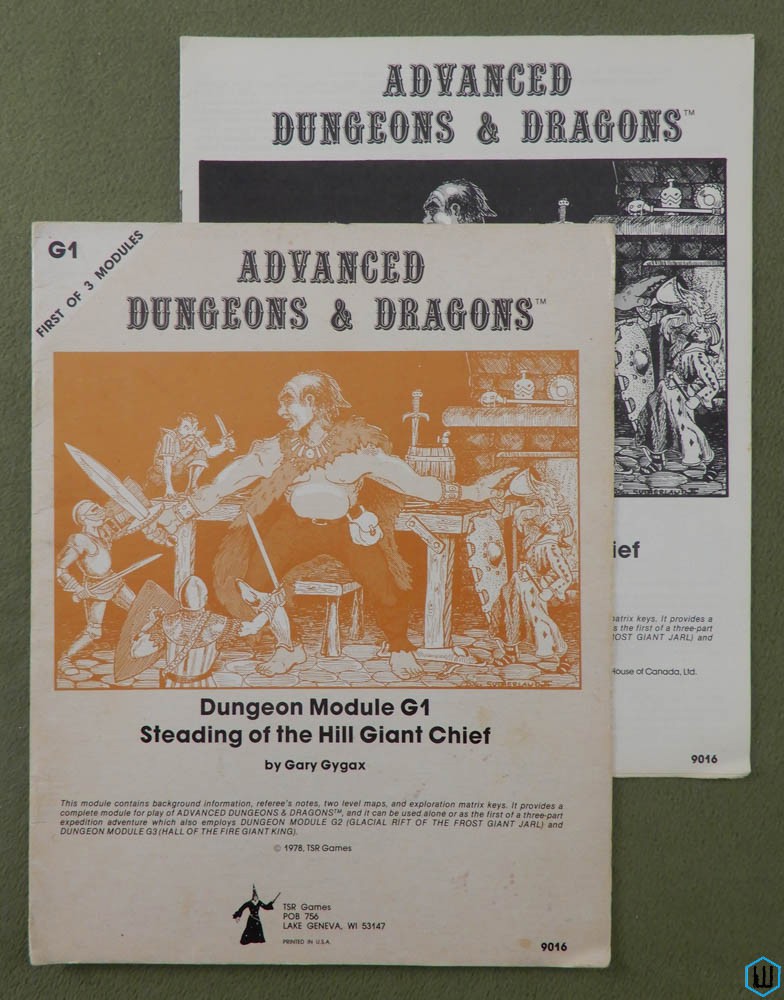 ADVANCED
DUNGEONS & DRAGONS™
SUTHERLAND
ief
matrix keys. It provides a
s the first of a three-part
ROST GIANT JARL) and
House of Canada, Ltd.
9016
G1
FIRST OF 3 MODULES
ADVANCED
DUNGEONS & DRAGONS™
SUTHERLAND
Dungeon Module G1
Steading of the Hill Giant Chief
by Gary Gygax
This module contains background information, referee's notes, two level maps, and exploration matrix keys. It provides a
complete module for play of ADVANCED DUNGEONS & DRAGONS™, and it can be used alone or as the first of a three-part
expedition adventure which also employs DUNGEON MODULE G2 (GLACIAL RIFT OF THE FROST GIANT JARL) and
DUNGEON MODULE G3 (HALL OF THE FIRE GIANT KING).
© 1978, TSR Games
TSR Games
POB 756
LAKE GENEVA, WI 53147
PRINTED IN U.S.A.
9016